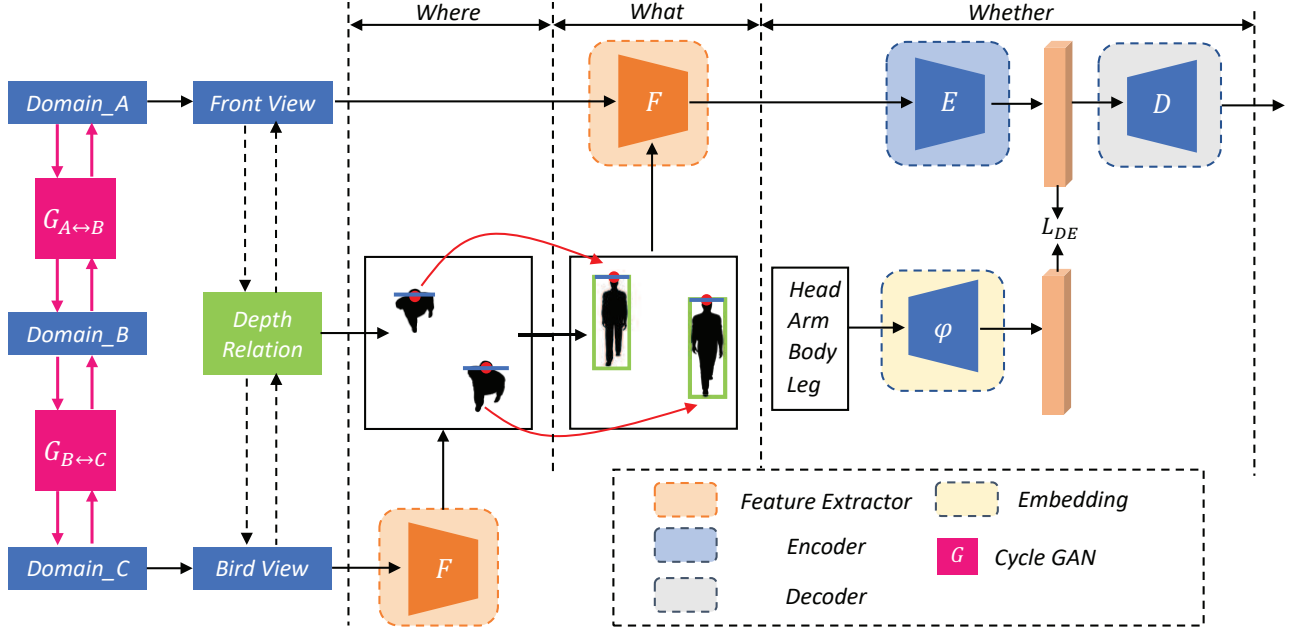 Where
What
Whether
Domain_A
Front View
F
E
D
G_{A↔B}
L_{DE}
Head
Arm
Body
Leg
φ
Depth
Relation
Domain_B
G_{B↔C}
Domain_C
Bird View
F
Feature Extractor
Embedding
Encoder
G
Cycle GAN
Decoder